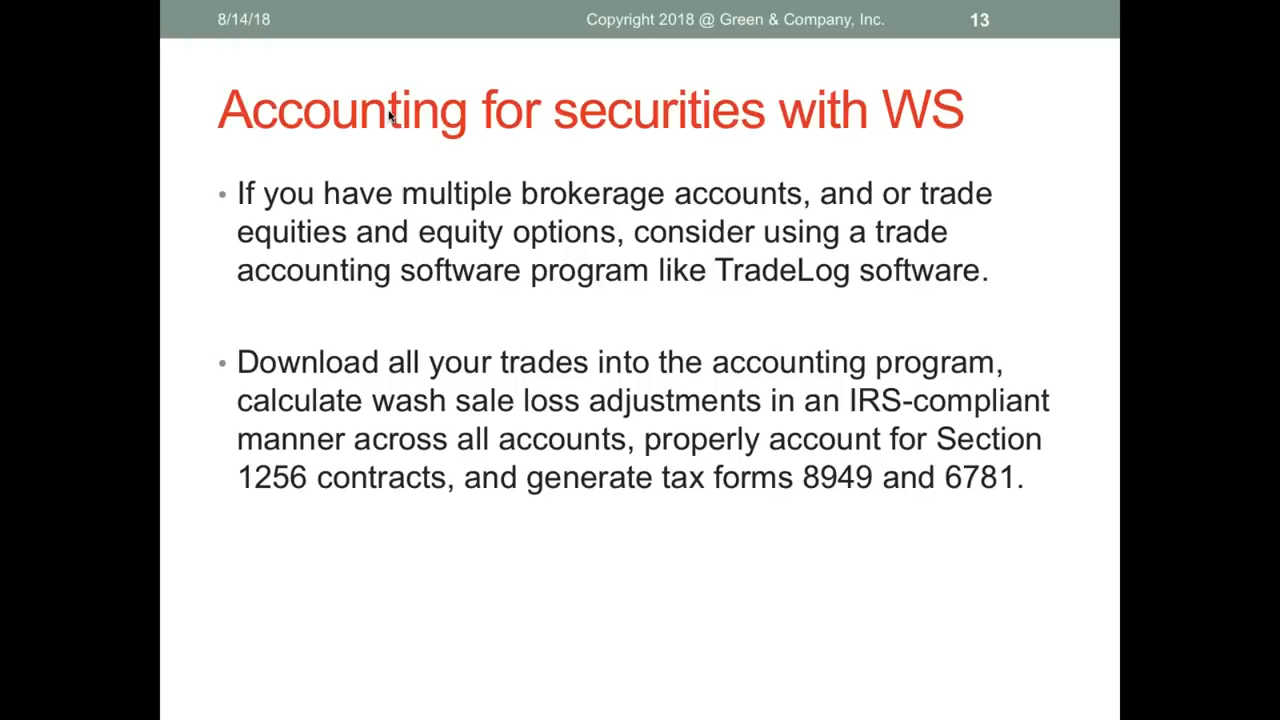 8/14/18 Copyright 2018 @ Green & Company, Inc. 13
Accounting for securities with WS
• If you have multiple brokerage accounts, and or trade
equities and equity options, consider using a trade
accounting software program like TradeLog software.
• Download all your trades into the accounting program,
calculate wash sale loss adjustments in an IRS-compliant
manner across all accounts, properly account for Section
1256 contracts, and generate tax forms 8949 and 6781.